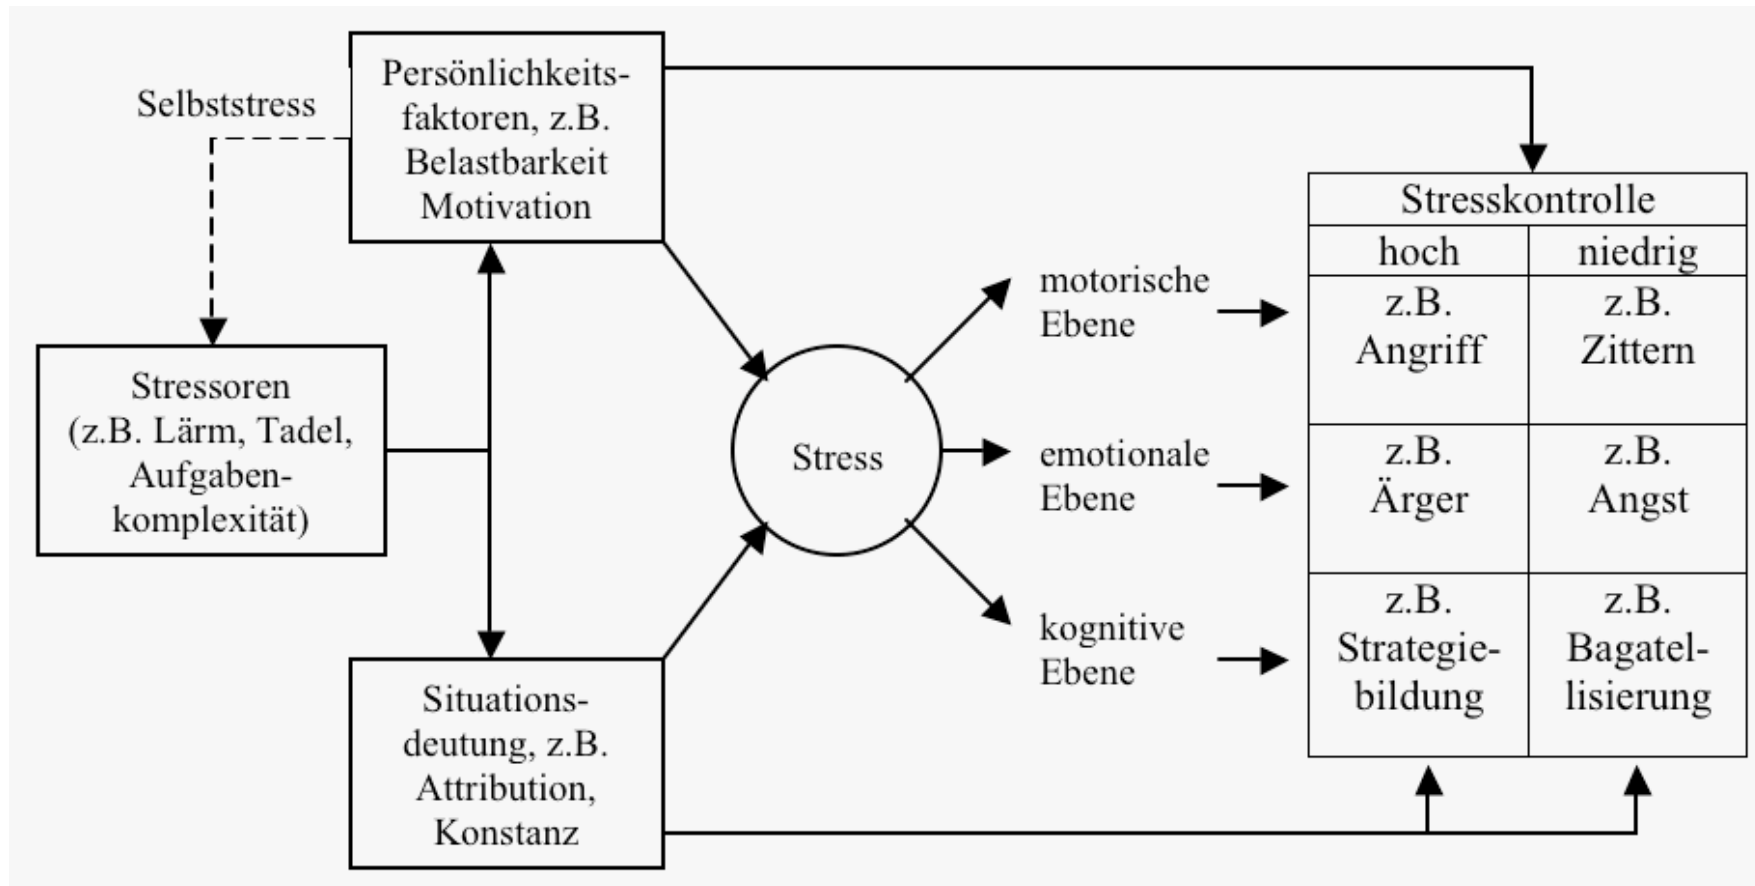 Selbststress
Persönlichkeits-
faktoren, z.B.
Belastbarkeit
Motivation
Stressoren
(z.B. Lärm, Tadel,
Aufgaben-
komplexität)
Situations-
deutung, z.B.
Attribution,
Konstanz
Stress
motorische
Ebene
emotionale
Ebene
kognitive
Ebene
Stresskontrolle
hoch
niedrig
z.B.
Angriff
z.B.
Zittern
z.B.
Ärger
z.B.
Angst
z.B.
Strategie-
bildung
z.B.
Bagatel-
lisierung